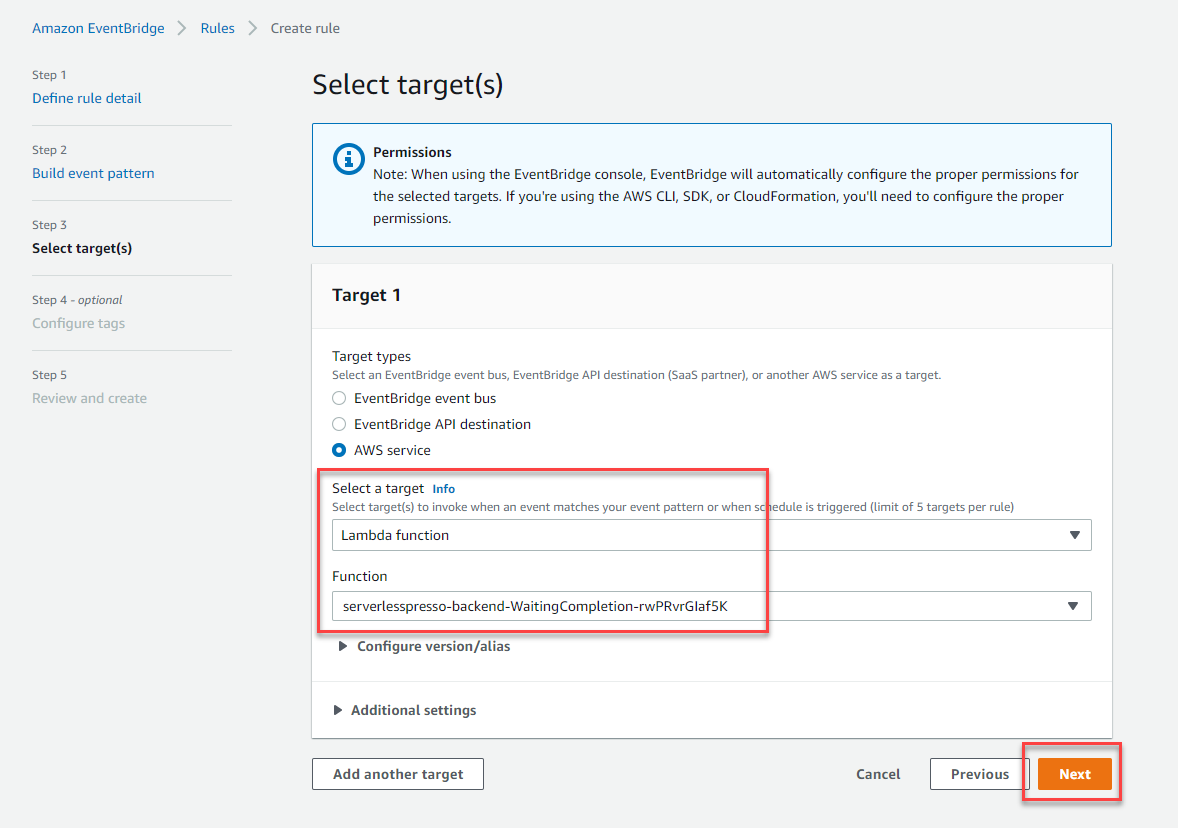 Amazon EventBridge Rules Create rule
Step 1
Define rule detail
Step 2
Build event pattern
Step 3
Select target(s)
Step 4 - optional
Configure tags
Step 5
Review and create
Select target(s)
Permissions
Note: When using the EventBridge console, EventBridge will automatically configure the proper permissions for
the selected targets. If you're using the AWS CLI, SDK, or CloudFormation, you'll need to configure the proper
permissions.
Target 1
Target types
Select an EventBridge event bus, EventBridge API destination (SaaS partner), or another AWS service as a target.
EventBridge event bus
EventBridge API destination
AWS service
Select a target Info
Select target(s) to invoke when an event matches your event pattern or when schedule is triggered (limit of 5 targets per rule)
Lambda function
Function
serverlesspresso-backend-WaitingCompletion-rwPRvrGIaf5K
Configure version/alias
Additional settings
Add another target
Cancel
Previous
Next